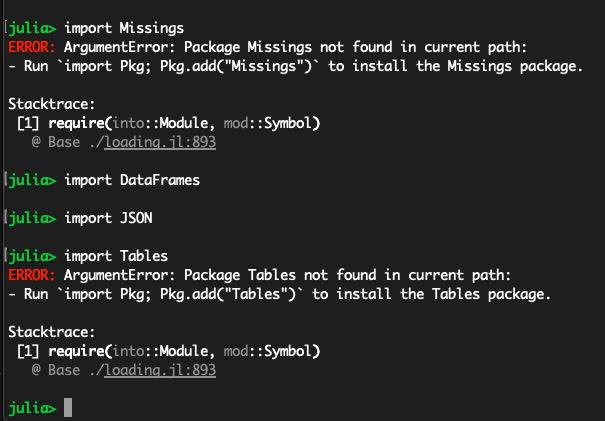 julia> import Missings
ERROR: ArgumentError: Package Missings not found in current path:
- Run `import Pkg; Pkg.add("Missings")` to install the Missings package.
Stacktrace:
[1] require(into::Module, mod::Symbol)
@ Base ./loading.jl:893
julia> import DataFrames
julia> import JSON
julia> import Tables
ERROR: ArgumentError: Package Tables not found in current path:
- Run `import Pkg; Pkg.add("Tables")` to install the Tables package.
Stacktrace:
[1] require(into::Module, mod::Symbol)
@ Base ./loading.jl:893
julia>